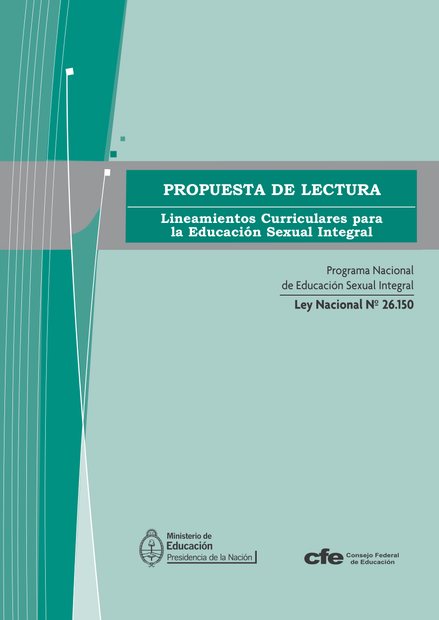 PROPUESTA DE LECTURA
Lineamientos Curriculares para
la Educación Sexual Integral
Programa Nacional
de Educación Sexual Integral
Ley Nacional Nº 26.150
Ministerio de
Educación
Presidencia de la Nación
cfe
Consejo Federal
de Educación